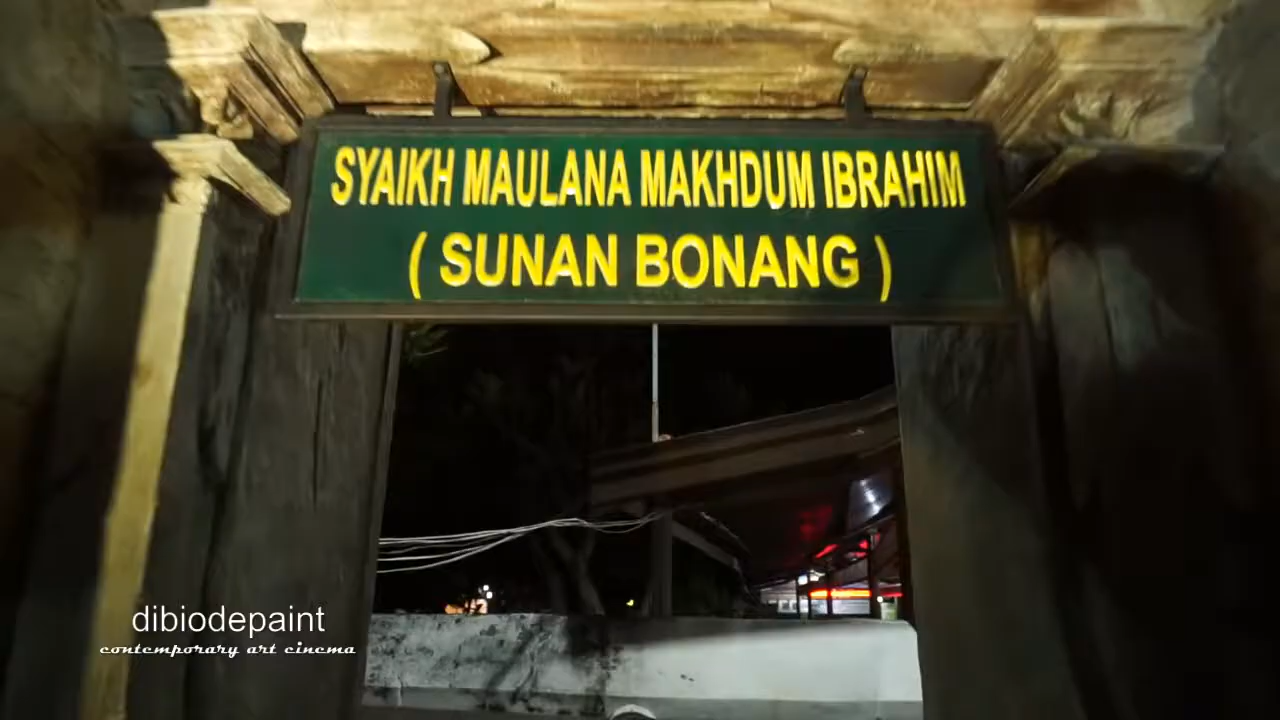 SYAIKH MAULANA MAKHDUM IBRAHIM
( SUNAN BONANG )
dibiodepaint
contemporary art cinema